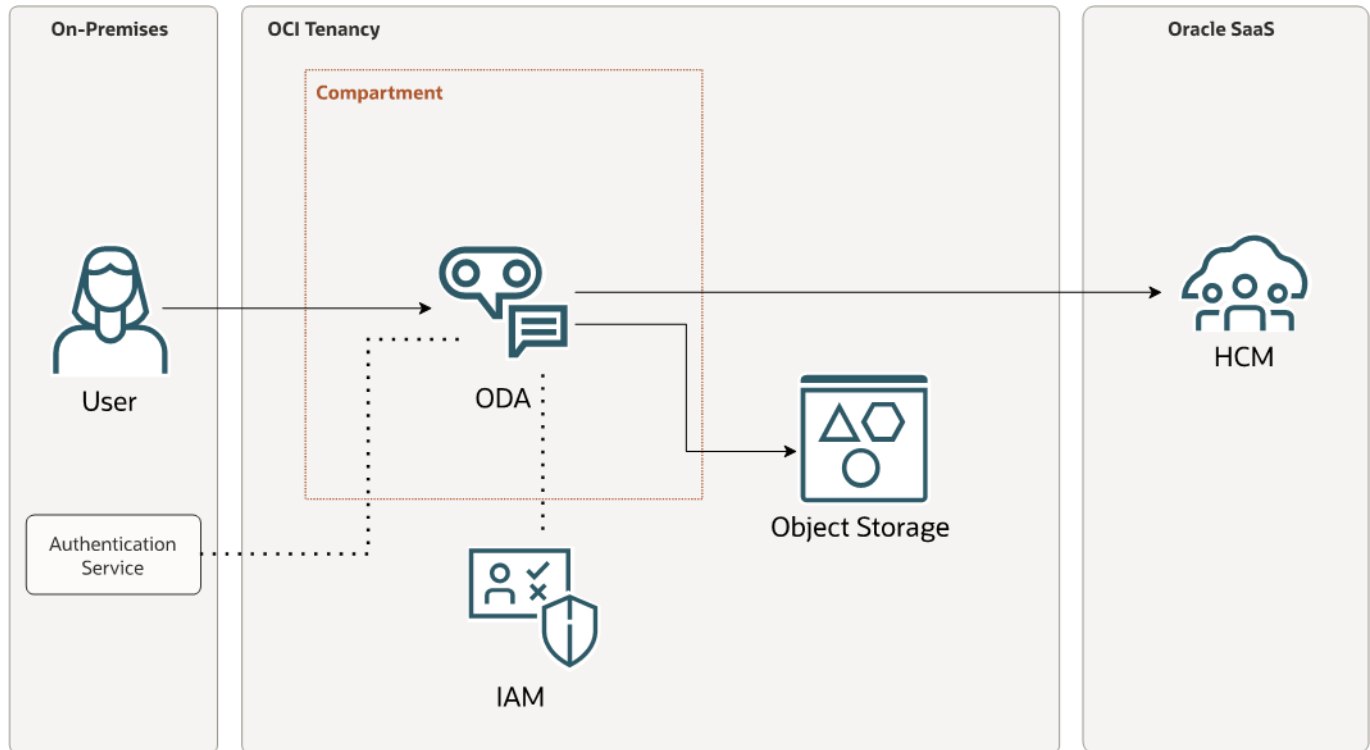 On-Premises
OCI Tenancy
Oracle SaaS
Compartment
User
ODA
HCM
Object Storage
Authentication
Service
IAM